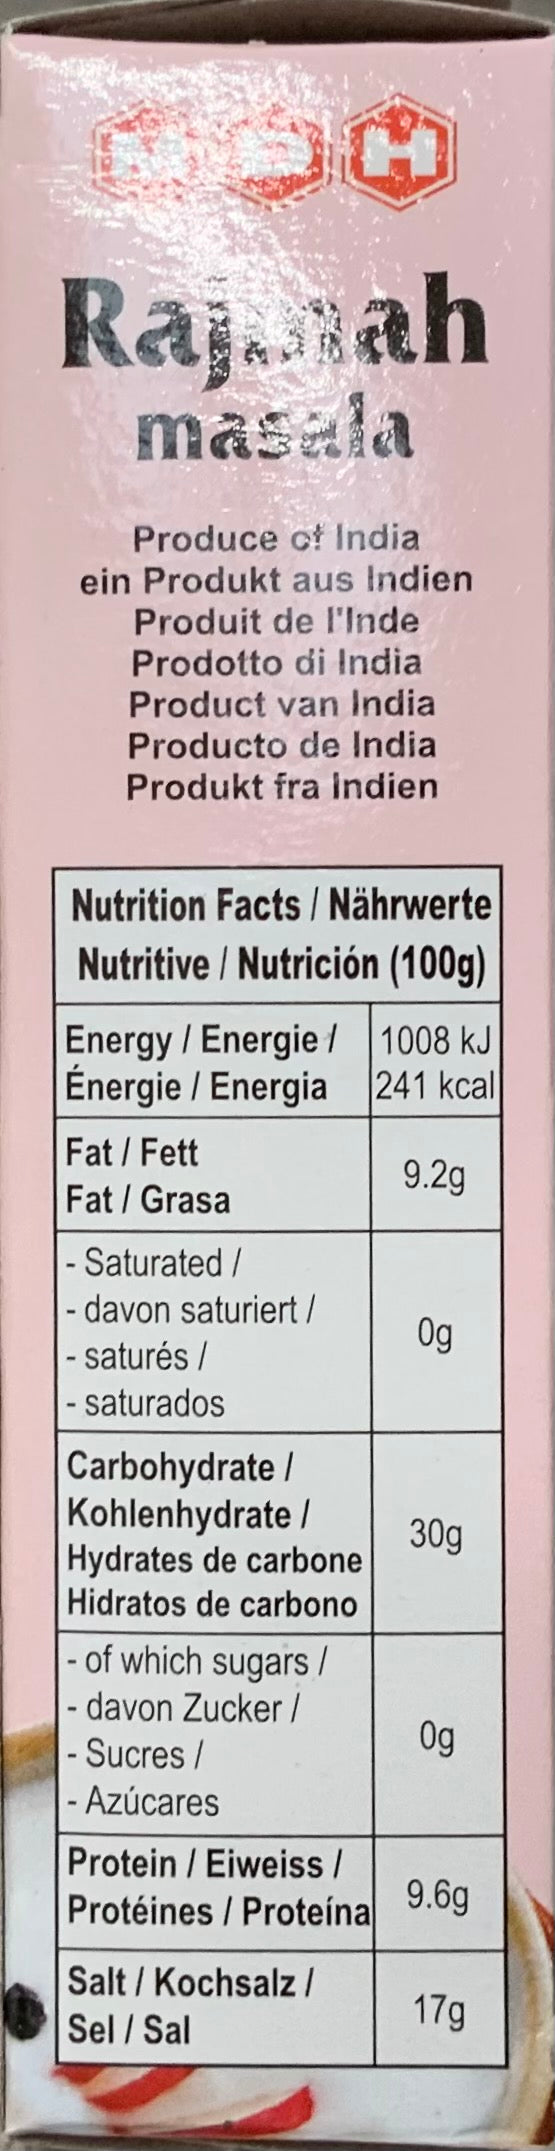 MDH
Rajmah
masala
Produce of India
ein Produkt aus Indien
Produit de l'Inde
Prodotto di India
Product van India
Producto de India
Produkt fra Indien
Nutrition Facts / Nährwerte
Nutritive / Nutrición (100g)
Energy / Energie / 1008 kJ
Énergie / Energia 241 kcal
Fat / Fett
Fat / Grasa 9.2g
- Saturated /
- davon saturiert /
- saturés / 0g
- saturados
Carbohydrate /
Kohlenhydrate /
Hydrates de carbone 30g
Hidratos de carbono
- of which sugars /
- davon Zucker /
- Sucres / 0g
- Azúcares
Protein / Eiweiss /
Protéines / Proteína 9.6g
Salt / Kochsalz /
Sel / Sal 17g